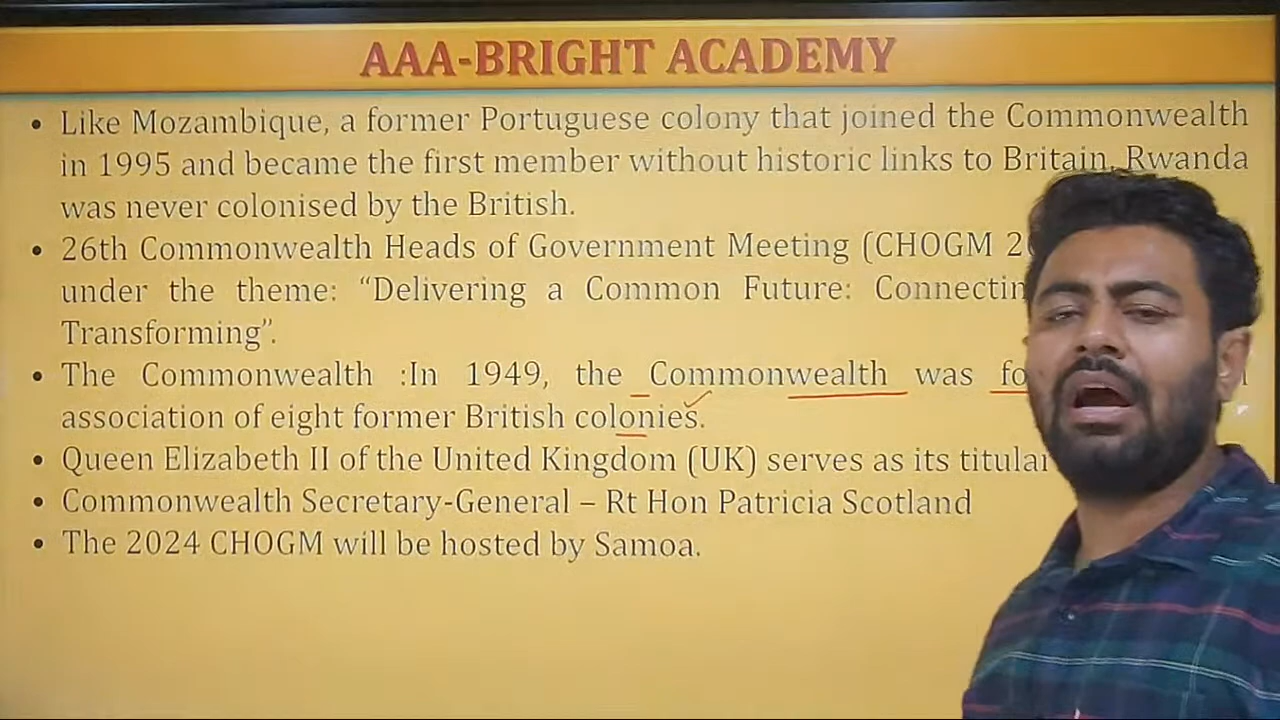 AAA-BRIGHT ACADEMY
• Like Mozambique, a former Portuguese colony that joined the Commonwealth
in 1995 and became the first member without historic links to Britain, Rwanda
was never colonised by the British.
• 26th Commonwealth Heads of Government Meeting (CHOGM
under the theme: “Delivering a Common Future:
Transforming”.
• The Commonwealth :In 1949, the Commonwealth was
association of eight former British colonies.
• Queen Elizabeth II of the United Kingdom (UK) serves as its titular
• Commonwealth Secretary-General – Rt Hon Patricia Scotland
• The 2024 CHOGM will be hosted by Samoa.